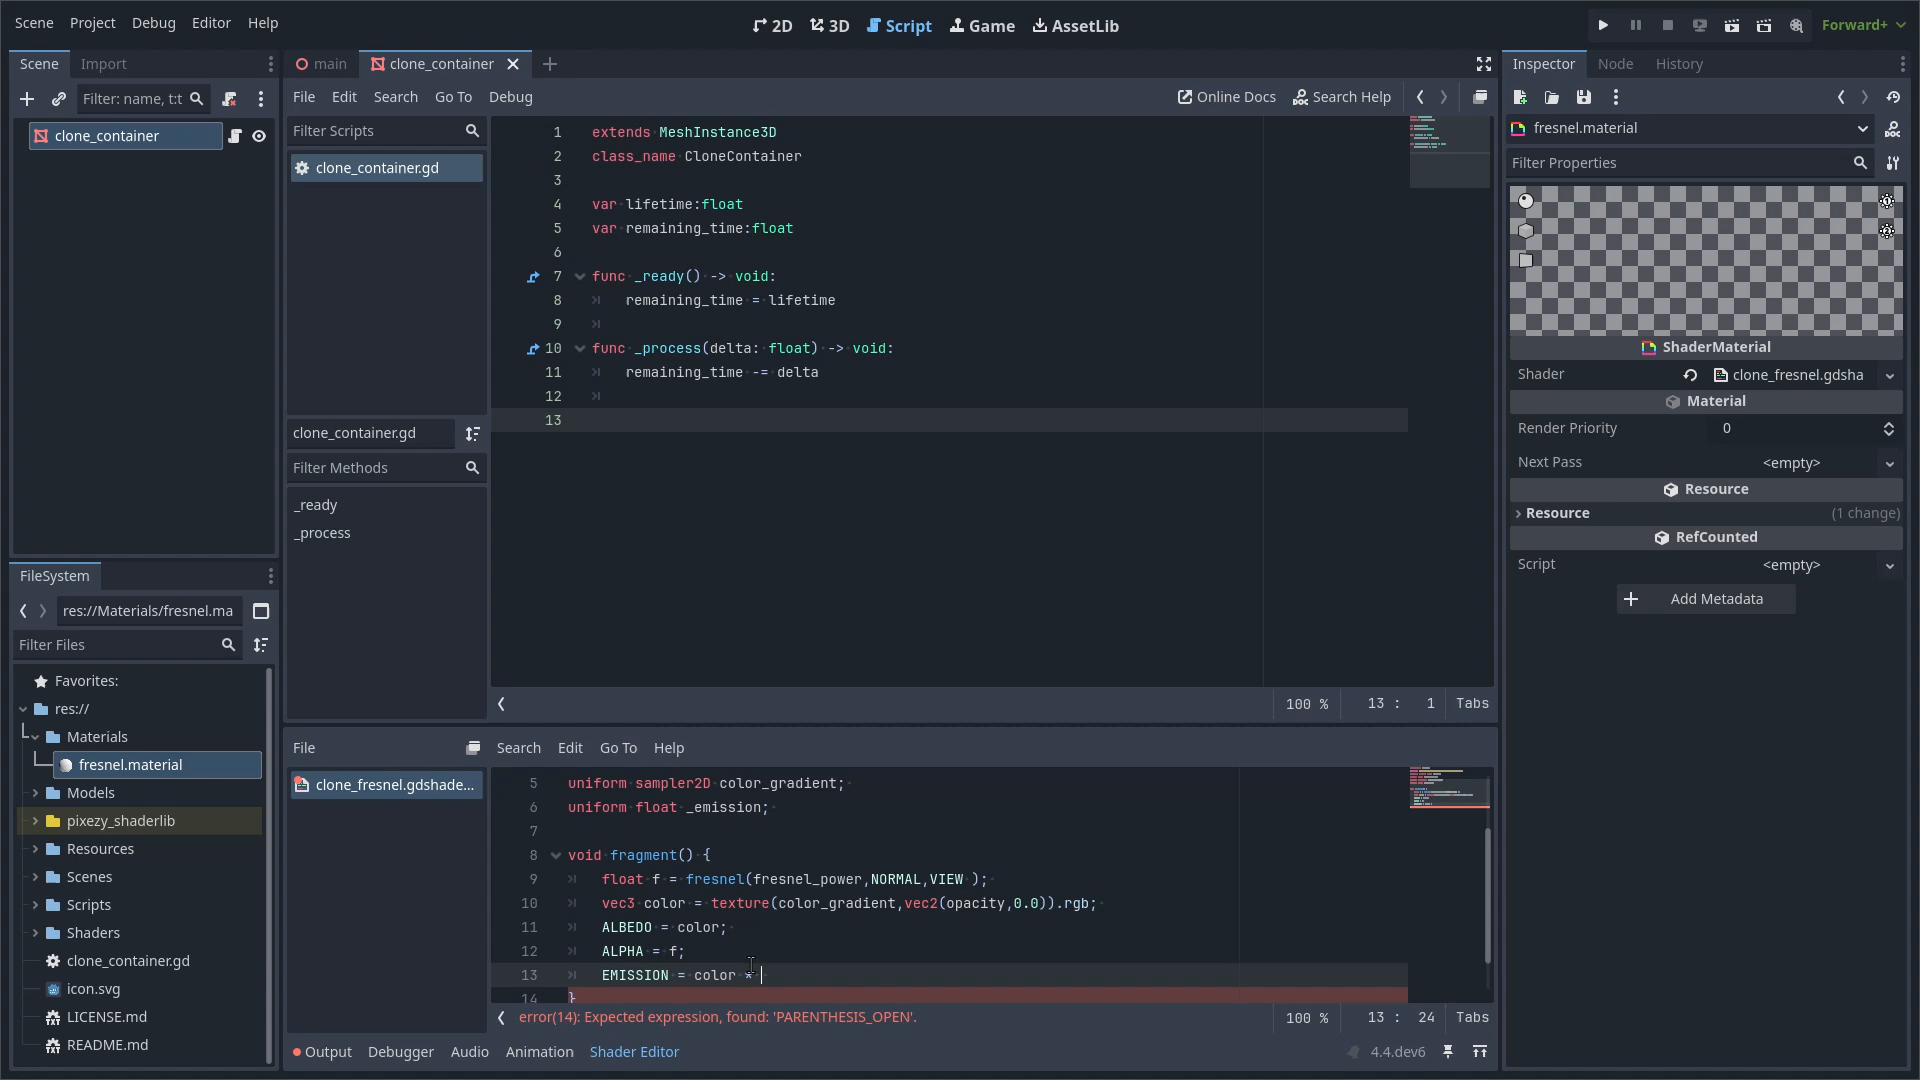 Scene Project Debug Editor Help
2D 3D Script Game AssetLib
Forward+
Scene Import
Filter: name, t:t
clone_container
main clone_container
File Edit Search Go To Debug
Online Docs Search Help
Filter Scripts
clone_container.gd
clone_container.gd
Filter Methods
_ready
_process
1 extends MeshInstance3D
2 class_name CloneContainer
3
4 var lifetime:float
5 var remaining_time:float
6
7 func _ready() -> void:
8 remaining_time = lifetime
9
10 func _process(delta: float) -> void:
11 remaining_time -= delta
12
13
100 % 13 : 1 Tabs
FileSystem
res://Materials/fresnel.ma
Filter Files
Favorites:
res://
Materials
fresnel.material
Models
pixezy_shaderlib
Resources
Scenes
Scripts
Shaders
clone_container.gd
icon.svg
LICENSE.md
README.md
File
Search Edit Go To Help
clone_fresnel.gdshade...
5 uniform sampler2D color_gradient;
6 uniform float _emission;
7
8 void fragment() {
9 float f = fresnel(fresnel_power,NORMAL,VIEW );
10 vec3 color = texture(color_gradient,vec2(opacity,0.0)).rgb;
11 ALBEDO = color;
12 ALPHA = f;
13 EMISSION = color *
14 }
error(14): Expected expression, found: 'PARENTHESIS_OPEN'.
100 % 13 : 24 Tabs
Output Debugger Audio Animation Shader Editor
4.4.dev6
Inspector Node History
fresnel.material
Filter Properties
ShaderMaterial
Shader clone_fresnel.gdsha
Material
Render Priority 0
Next Pass <empty>
Resource
Resource (1 change)
RefCounted
Script <empty>
Add Metadata